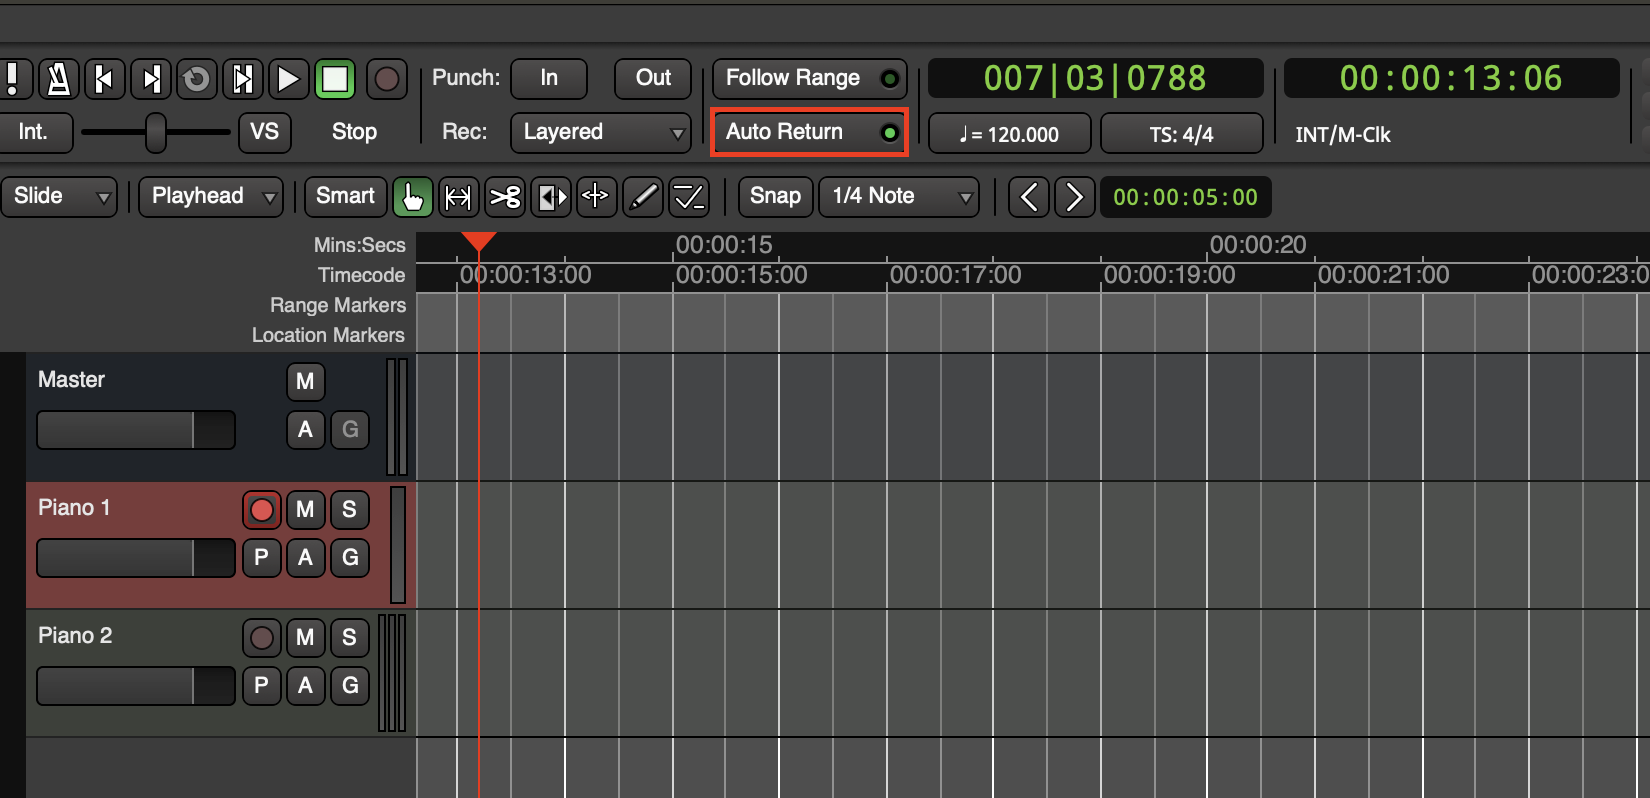 Punch: In Out Follow Range 007|03|0788 00:00:13:06
Int. VS Stop Rec: Layered Auto Return ♩= 120.000 TS: 4/4 INT/M-Clk
Slide Playhead Smart Snap 1/4 Note 00:00:05:00
Mins:Secs 00:00:15 00:00:20
Timecode 00:00:13:00 00:00:15:00 00:00:17:00 00:00:19:00 00:00:21:00 00:00:23:0
Range Markers
Location Markers
Master M
A G
Piano 1 M S
P A G
Piano 2 M S
P A G